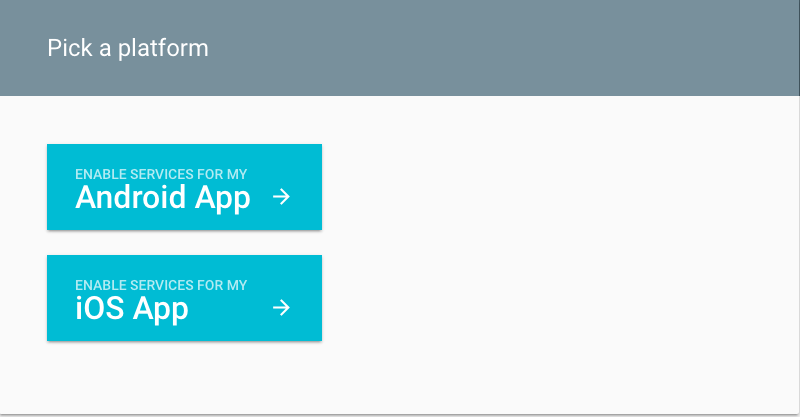 Pick a platform
ENABLE SERVICES FOR MY
Android App
ENABLE SERVICES FOR MY
iOS App